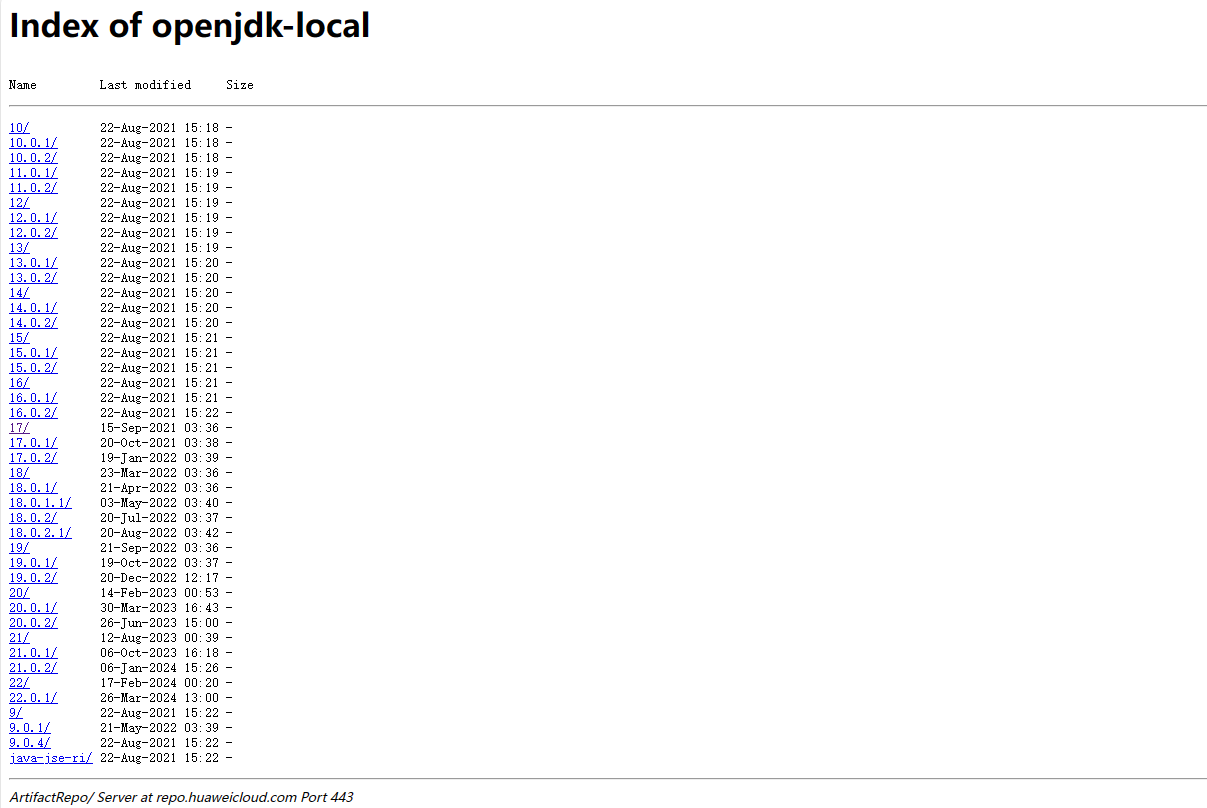 Index of openjdk-local
Name Last modified Size
10/ 22-Aug-2021 15:18 -
10.0.1/ 22-Aug-2021 15:18 -
10.0.2/ 22-Aug-2021 15:18 -
11.0.1/ 22-Aug-2021 15:19 -
11.0.2/ 22-Aug-2021 15:19 -
12/ 22-Aug-2021 15:19 -
12.0.1/ 22-Aug-2021 15:19 -
12.0.2/ 22-Aug-2021 15:19 -
13/ 22-Aug-2021 15:19 -
13.0.1/ 22-Aug-2021 15:20 -
13.0.2/ 22-Aug-2021 15:20 -
14/ 22-Aug-2021 15:20 -
14.0.1/ 22-Aug-2021 15:20 -
14.0.2/ 22-Aug-2021 15:20 -
15/ 22-Aug-2021 15:21 -
15.0.1/ 22-Aug-2021 15:21 -
15.0.2/ 22-Aug-2021 15:21 -
16/ 22-Aug-2021 15:21 -
16.0.1/ 22-Aug-2021 15:21 -
16.0.2/ 22-Aug-2021 15:22 -
17/ 15-Sep-2021 03:36 -
17.0.1/ 20-Oct-2021 03:38 -
17.0.2/ 19-Jan-2022 03:39 -
18/ 23-Mar-2022 03:36 -
18.0.1/ 21-Apr-2022 03:36 -
18.0.1.1/ 03-May-2022 03:40 -
18.0.2/ 20-Jul-2022 03:37 -
18.0.2.1/ 20-Aug-2022 03:42 -
19/ 21-Sep-2022 03:36 -
19.0.1/ 19-Oct-2022 03:37 -
19.0.2/ 20-Dec-2022 12:17 -
20/ 14-Feb-2023 00:53 -
20.0.1/ 30-Mar-2023 16:43 -
20.0.2/ 26-Jun-2023 15:00 -
21/ 12-Aug-2023 00:39 -
21.0.1/ 06-Oct-2023 16:18 -
21.0.2/ 06-Jan-2024 15:26 -
22/ 17-Feb-2024 00:20 -
22.0.1/ 26-Mar-2024 13:00 -
9/ 22-Aug-2021 15:22 -
9.0.1/ 21-May-2022 03:39 -
9.0.4/ 22-Aug-2021 15:22 -
java-jse-ri/ 22-Aug-2021 15:22 -
ArtifactRepo/ Server at repo.huaweicloud.com Port 443